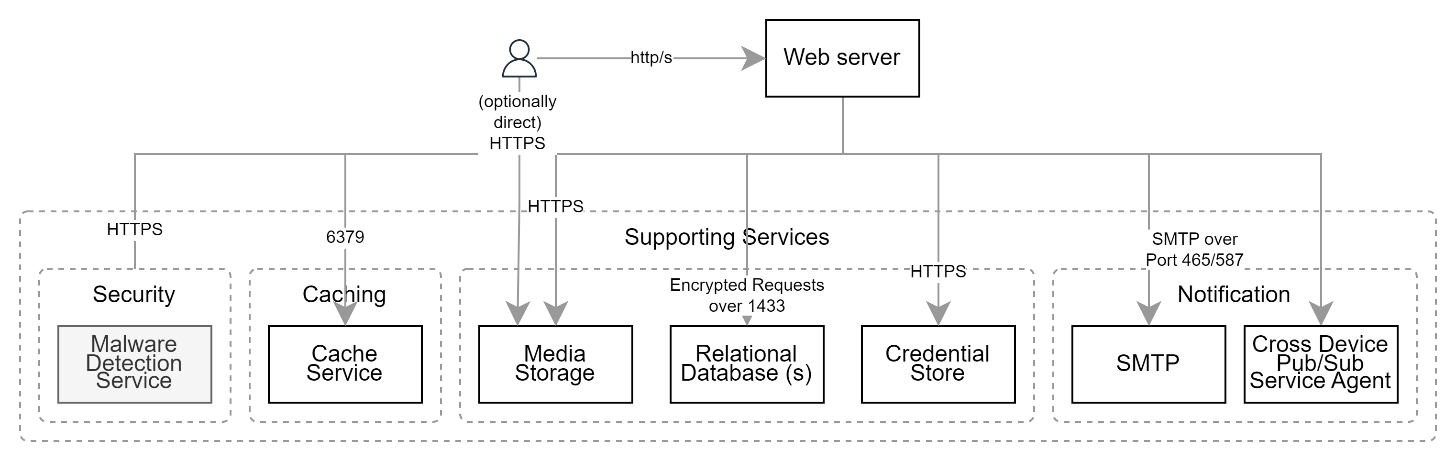 http/s
Web server
(optionally
direct)
HTTPS
HTTPS
HTTPS
6379
Supporting Services
SMTP over
Port 465/587
HTTPS
Encrypted Requests
over 1433
Security
Caching
Notification
Malware
Detection
Service
Cache
Service
Media
Storage
Relational
Database (s)
Credential
Store
SMTP
Cross Device
Pub/Sub
Service Agent